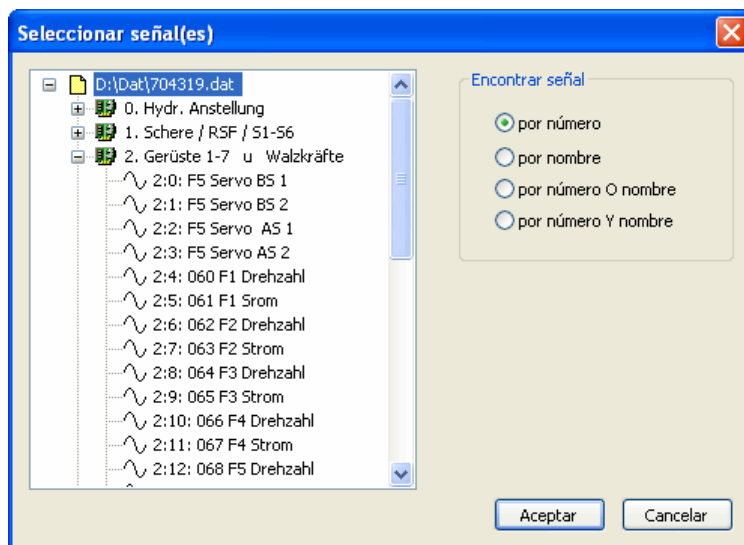 Seleccionar señal(es)
D:\Dat\704319.dat
0. Hydr. Anstellung
1. Schere / RSF / S1-S6
2. Gerüste 1-7 u Walzkräfte
2:0: F5 Servo BS 1
2:1: F5 Servo BS 2
2:2: F5 Servo AS 1
2:3: F5 Servo AS 2
2:4: 060 F1 Drehzahl
2:5: 061 F1 Srom
2:6: 062 F2 Drehzahl
2:7: 063 F2 Strom
2:8: 064 F3 Drehzahl
2:9: 065 F3 Strom
2:10: 066 F4 Drehzahl
2:11: 067 F4 Strom
2:12: 068 F5 Drehzahl
Encontrar señal
por número
por nombre
por número O nombre
por número Y nombre
Aceptar
Cancelar